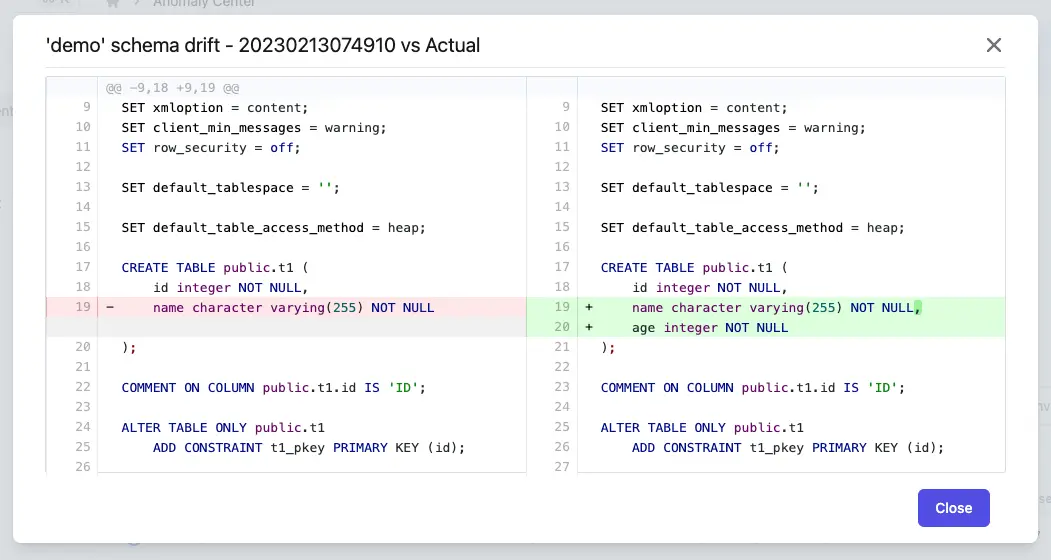 Anomaly Center
'demo' schema drift - 20230213074910 vs Actual
@@ -9,18 +9,19 @@
9 SET xmloption = content;
10 SET client_min_messages = warning;
11 SET row_security = off;
12
13 SET default_tablespace = '';
14
15 SET default_table_access_method = heap;
16
17 CREATE TABLE public.t1 (
18     id integer NOT NULL,
19 -     name character varying(255) NOT NULL
20 );
21
22 COMMENT ON COLUMN public.t1.id IS 'ID';
23
24 ALTER TABLE ONLY public.t1
25     ADD CONSTRAINT t1_pkey PRIMARY KEY (id);
26
9 SET xmloption = content;
10 SET client_min_messages = warning;
11 SET row_security = off;
12
13 SET default_tablespace = '';
14
15 SET default_table_access_method = heap;
16
17 CREATE TABLE public.t1 (
18     id integer NOT NULL,
19 +     name character varying(255) NOT NULL,
20 +     age integer NOT NULL
21 );
22
23 COMMENT ON COLUMN public.t1.id IS 'ID';
24
25 ALTER TABLE ONLY public.t1
26     ADD CONSTRAINT t1_pkey PRIMARY KEY (id);
27
Close